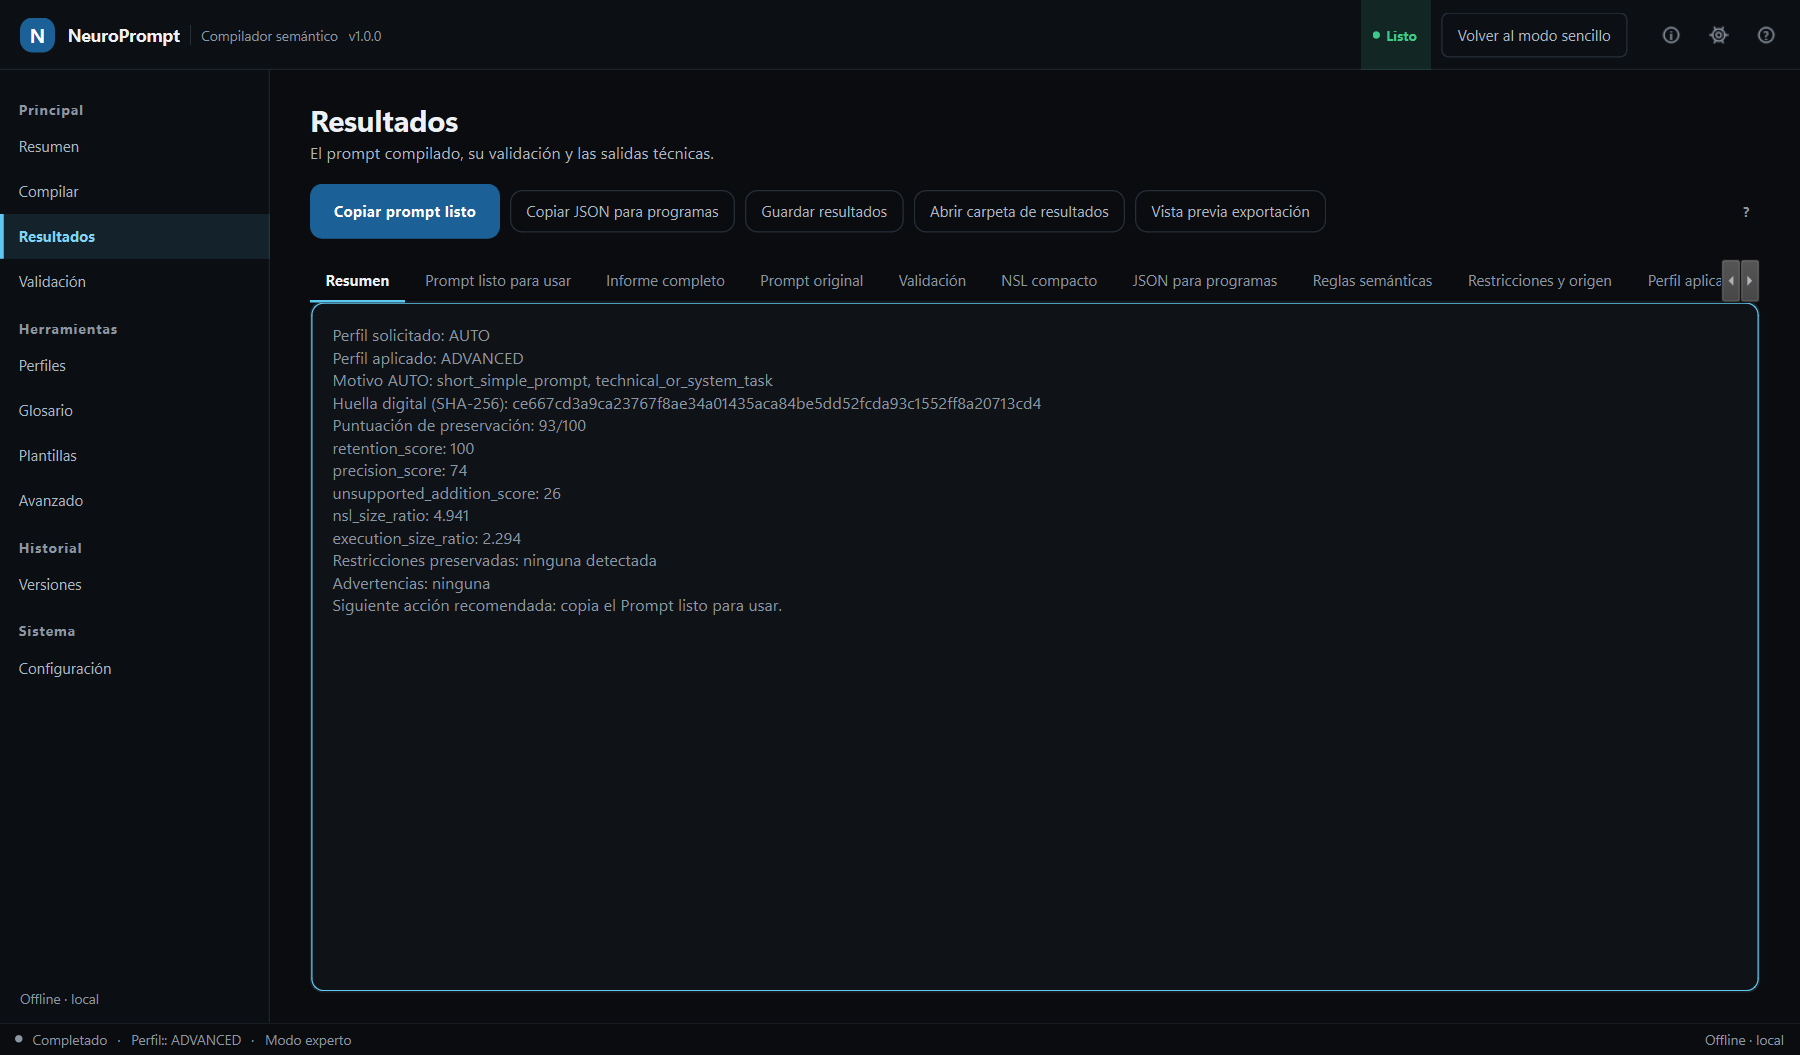 N NeuroPrompt Compilador semántico v1.0.0
Listo
Volver al modo sencillo
Principal
Resumen
Compilar
Resultados
Validación
Herramientas
Perfiles
Glosario
Plantillas
Avanzado
Historial
Versiones
Sistema
Configuración
Offline · local
Resultados
El prompt compilado, su validación y las salidas técnicas.
Copiar prompt listo
Copiar JSON para programas
Guardar resultados
Abrir carpeta de resultados
Vista previa exportación
?
Resumen
Prompt listo para usar
Informe completo
Prompt original
Validación
NSL compacto
JSON para programas
Reglas semánticas
Restricciones y origen
Perfil aplica
Perfil solicitado: AUTO
Perfil aplicado: ADVANCED
Motivo AUTO: short_simple_prompt, technical_or_system_task
Huella digital (SHA-256): ce667cd3a9ca23767f8ae34a01435aca84be5dd52fcda93c1552ff8a20713cd4
Puntuación de preservación: 93/100
retention_score: 100
precision_score: 74
unsupported_addition_score: 26
nsl_size_ratio: 4.941
execution_size_ratio: 2.294
Restricciones preservadas: ninguna detectada
Advertencias: ninguna
Siguiente acción recomendada: copia el Prompt listo para usar.
Completado · Perfil:: ADVANCED · Modo experto
Offline · local